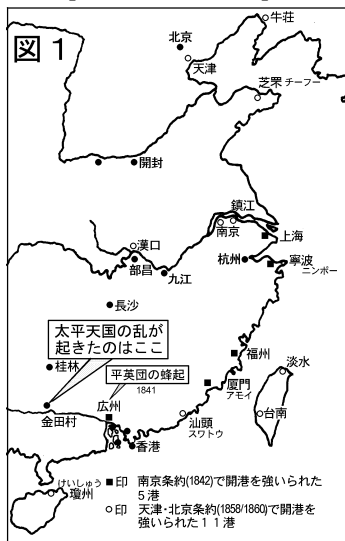 図1
牛荘
北京
天津
芝罘 チーフー
開封
鎮江
南京
上海
漢口
部昌
杭州
寧波
ニンポー
九江
長沙
太平天国の乱が
起きたのはここ
福州
淡水
桂林
平英団の蜂起
1841
広州
厦門
アモイ
金田村
汕頭
スワトウ
台南
香港
けいしゅう
瓊州
■印 南京条約(1842)で開港を強いられた
5港
○印 天津・北京条約(1858/1860)で開港を
強いられた11港